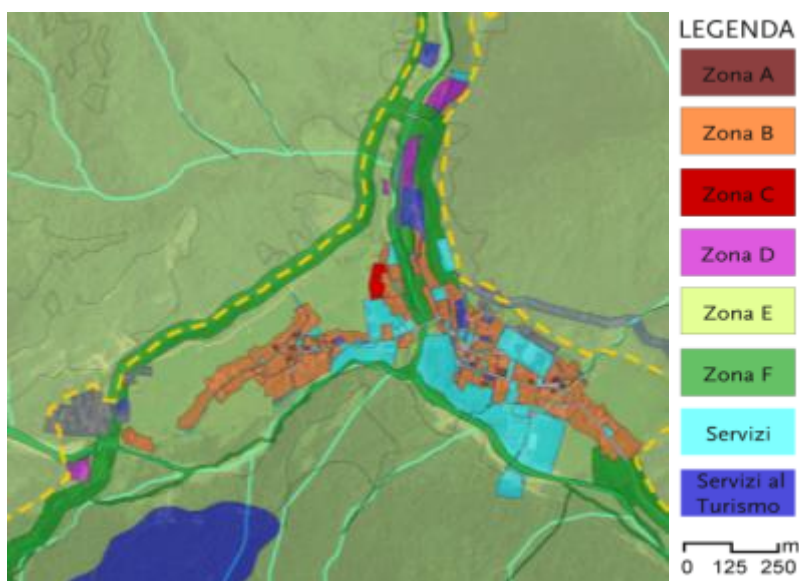 LEGENDA
Zona A
Zona B
Zona C
Zona D
Zona E
Zona F
Servizi
Servizi al
Turismo
m
0 125 250